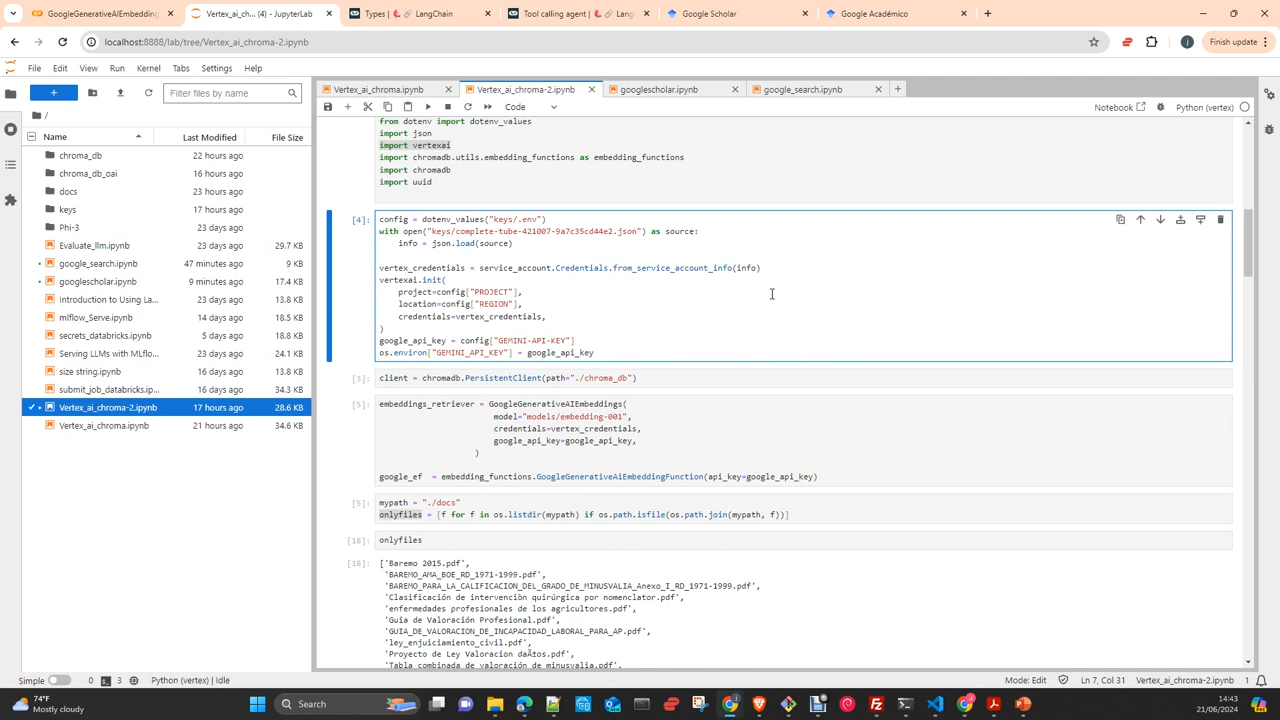 GoogleGenerativeAIEmbedding
Vertex_ai_ch... (4) - JupyterLab
Types | LangChain
Tool calling agent | Lang
Google Scholar
Google Académico
localhost:8888/lab/tree/Vertex_ai_chroma-2.ipynb
Finish update
File Edit View Run Kernel Tabs Settings Help
Vertex_ai_chroma.ipynb
Vertex_ai_chroma-2.ipynb
googlescholar.ipynb
google_search.ipynb
Filter files by name
Code
Notebook
Python (vertex)
/
Name Last Modified File Size
chroma_db 22 hours ago
chroma_db_oai 16 hours ago
docs 23 hours ago
keys 17 hours ago
Phi-3 23 days ago
Evaluate_llm.ipynb 23 days ago 29.7 KB
google_search.ipynb 47 minutes ago 9 KB
googlescholar.ipynb 9 minutes ago 17.4 KB
Introduction to Using La... 23 days ago 13.8 KB
mlflow_Serve.ipynb 14 days ago 18.5 KB
secrets_databricks.ip... 5 days ago 18.8 KB
Serving LLMs with MLflo... 23 days ago 24.1 KB
size string.ipynb 16 days ago 13.8 KB
submit_job_databricks.ip... 16 days ago 34.3 KB
Vertex_ai_chroma-2.ipynb 17 hours ago 28.6 KB
Vertex_ai_chroma.ipynb 21 hours ago 34.6 KB
from dotenv import dotenv_values
import json
import vertexai
import chromadb.utils.embedding_functions as embedding_functions
import chromadb
import uuid
[4]: config = dotenv_values("keys/.env")
with open("keys/complete-tube-421007-9a7c35cd44e2.json") as source:
info = json.load(source)
vertex_credentials = service_account.Credentials.from_service_account_info(info)
vertexai.init(
project=config["PROJECT"],
location=config["REGION"],
credentials=vertex_credentials,
)
google_api_key = config["GEMINI-API-KEY"]
os.environ["GEMINI_API_KEY"] = google_api_key
[3]: client = chromadb.PersistentClient(path="./chroma_db")
[5]: embeddings_retriever = GoogleGenerativeAIEmbeddings(
model="models/embedding-001",
credentials=vertex_credentials,
google_api_key=google_api_key,
)
google_ef = embedding_functions.GoogleGenerativeAiEmbeddingFunction(api_key=google_api_key)
[5]: mypath = "./docs"
onlyfiles = [f for f in os.listdir(mypath) if os.path.isfile(os.path.join(mypath, f))]
[18]: onlyfiles
[18]: ['Baremo 2015.pdf',
'BAREMO_AMA_BOE_RD_1971-1999.pdf',
'BAREMO_PARA_LA_CALIFICACION_DEL_GRADO_DE_MINUSVALIA_Anexo_I_RD_1971-1999.pdf',
'Clasificación de intervención quirúrgica por nomenclator.pdf',
'enfermedades profesionales de los agricultores.pdf',
'Guia de Valoración Profesional.pdf',
'GUIA_DE_VALORACION_DE_INCAPACIDAD_LABORAL_PARA_AP.pdf',
'ley_enjuiciamiento_civil.pdf',
'Proyecto de Ley Valoracion daños.pdf',
'Tabla combinada de valoración de minusvalia.pdf',
Simple 0 3 Python (vertex) | Idle
Mode: Edit Ln 7, Col 31 Vertex_ai_chroma-2.ipynb 1
74°F
Mostly cloudy
Search
14:43
21/06/2024